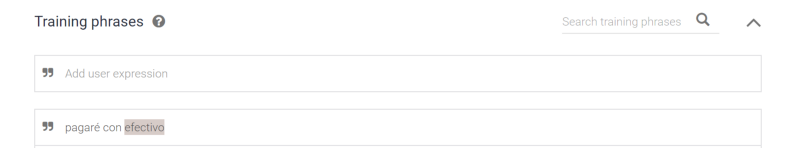 Training phrases ?
Search training phrases
Add user expression
pagaré con efectivo